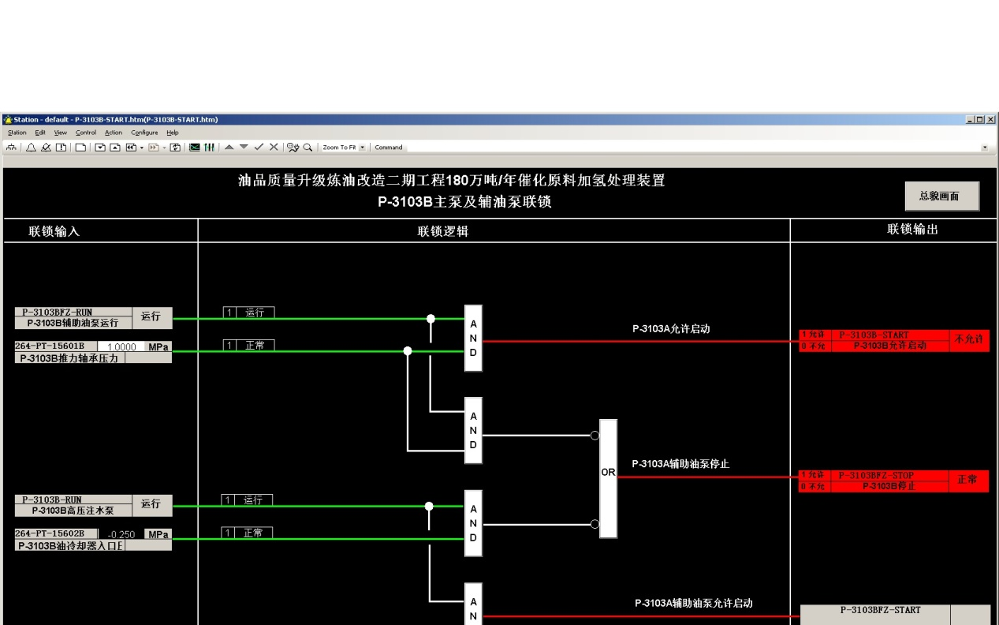 Station - default - P-3103B-START.htm(P-3103B-START.htm)
Station Edit View Control Action Configure Help
Zoom To Fit Command
油品质量升级炼油改造二期工程180万吨/年催化原料加氢处理装置
P-3103B主泵及辅油泵联锁
总貌画面
联锁输入 联锁逻辑 联锁输出
P-3103BFZ-RUN 运行
P-3103B辅助油泵运行
1 运行
264-PT-15601B 1.0000 MPa
P-3103B推力轴承压力
1 正常
AND
P-3103A允许启动
1 允许 P-3103B-START 不允许
0 不允 P-3103B允许启动
AND
OR
P-3103A辅助油泵停止
1 允许 P-3103BFZ-STOP 正常
0 不允 P-3103B停止
P-3103B-RUN 运行
P-3103B高压注水泵
1 运行
264-PT-15602B -0.250 MPa
P-3103B油冷却器入口
1 正常
AND
AN
P-3103A辅助油泵允许启动
P-3103BFZ-START